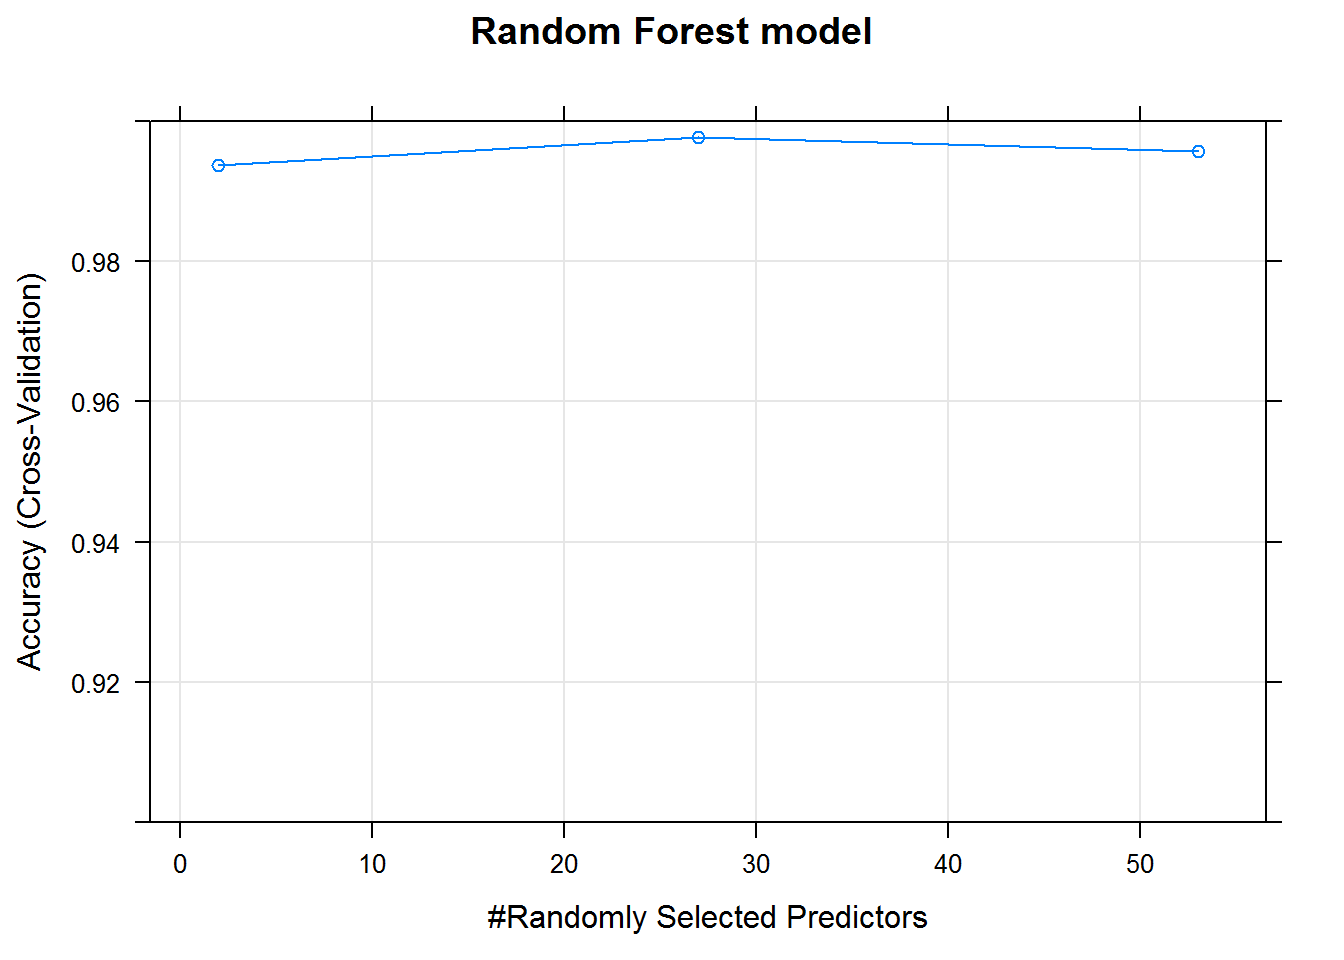 Random Forest model
Accuracy (Cross-Validation)
0.98
0.96
0.94
0.92
0 10 20 30 40 50
#Randomly Selected Predictors